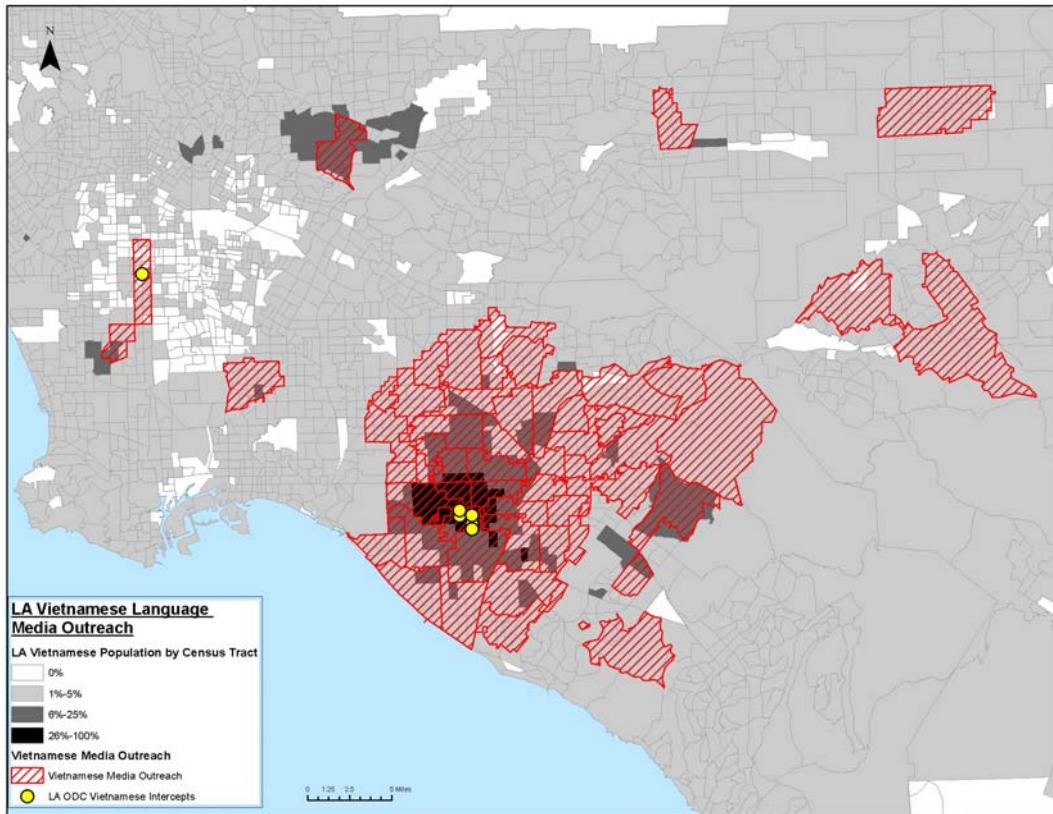 N
LA Vietnamese Language
Media Outreach
LA Vietnamese Population by Census Tract
0%
1%-5%
6%-25%
26%-100%
Vietnamese Media Outreach
Vietnamese Media Outreach
LA ODC Vietnamese Intercepts
0 1.25 2.5 5 Miles